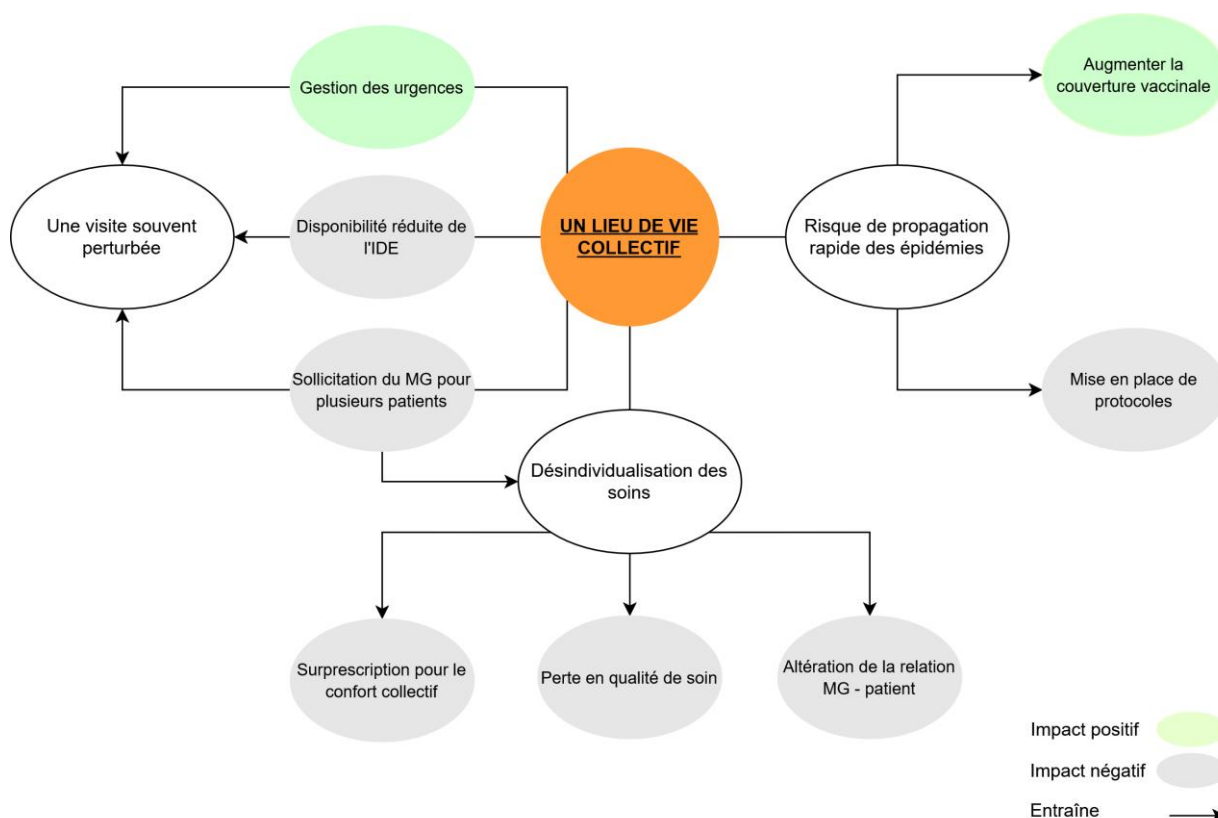 Gestion des urgences
Augmenter la
couverture vaccinale
Une visite souvent
perturbée
Disponibilité réduite de
l'IDE
UN LIEU DE VIE
COLLECTIF
Risque de propagation
rapide des épidémies
Sollicitation du MG pour
plusieurs patients
Mise en place de
protocoles
Désindividualisation des
soins
Surprescription pour le
confort collectif
Perte en qualité de soin
Altération de la relation
MG - patient
Impact positif
Impact négatif
Entraîne